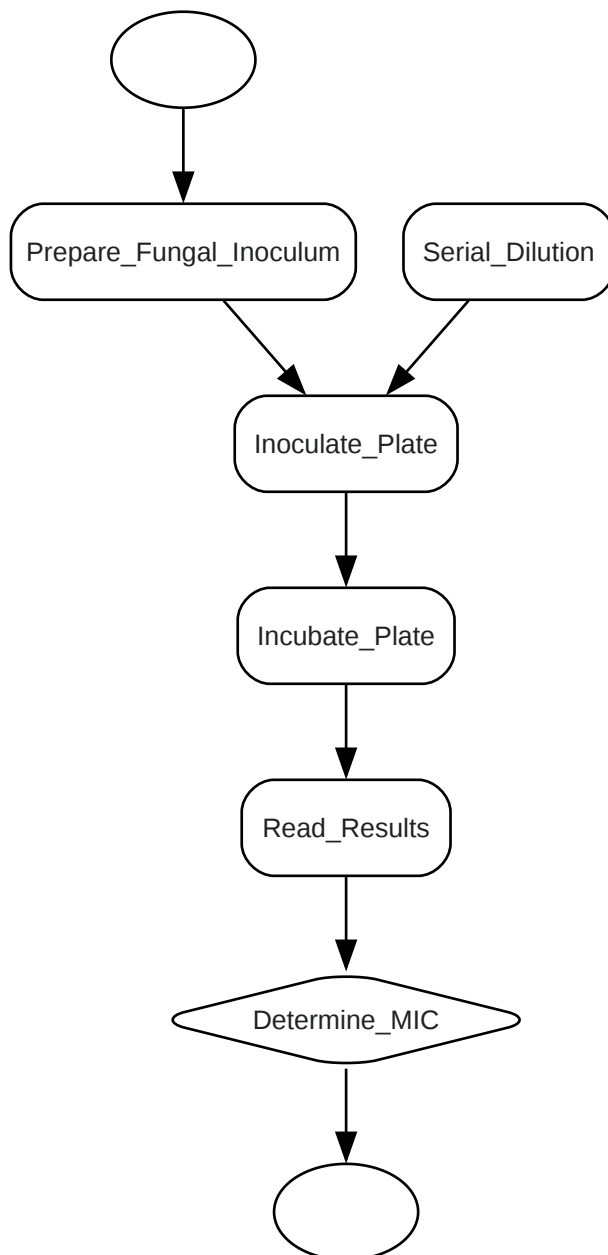 Prepare_Fungal_Inoculum
Serial_Dilution
Inoculate_Plate
Incubate_Plate
Read_Results
Determine_MIC